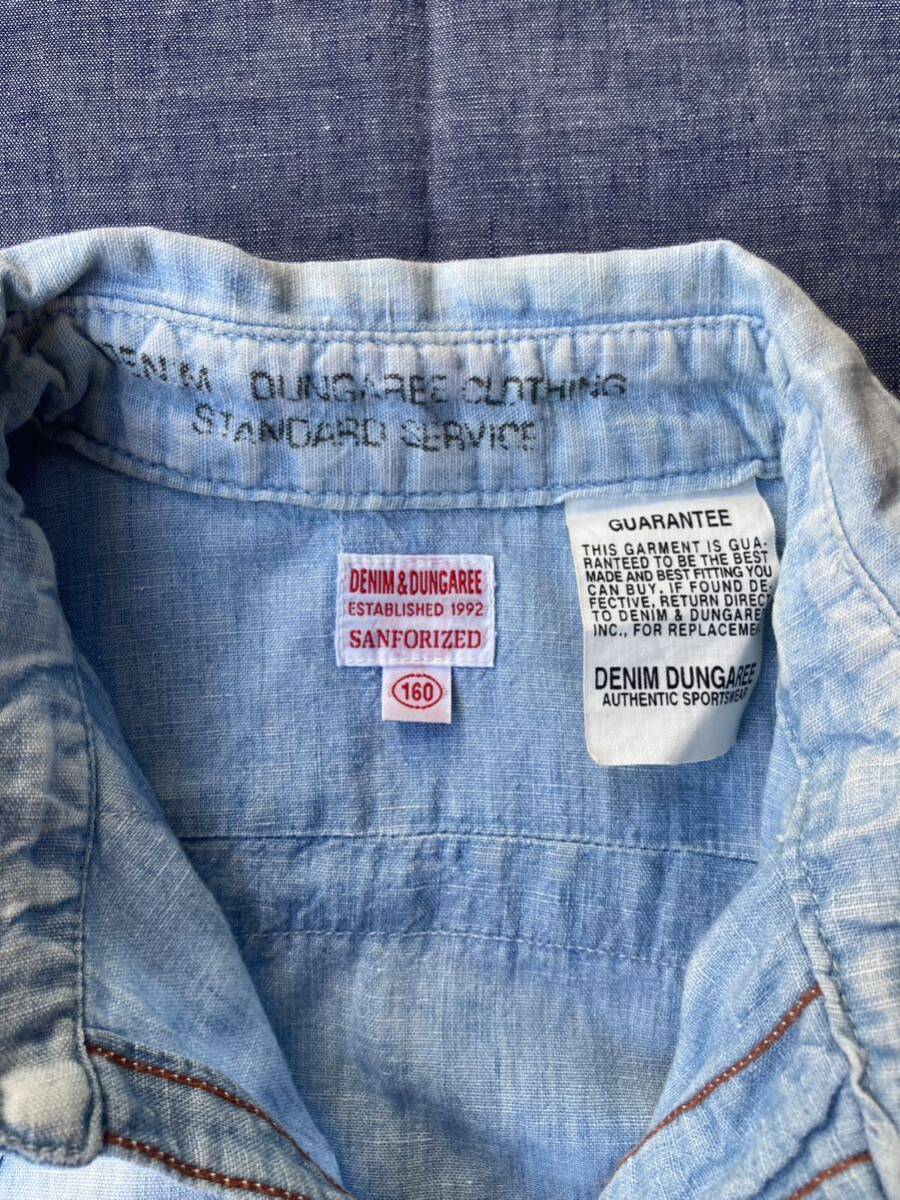 DENIM DUNGAREE CLOTHING
STANDARD SERVICE
DENIM & DUNGAREE
ESTABLISHED 1992
SANFORIZED
160
GUARANTEE
THIS GARMENT IS GUA-
RANTEED TO BE THE BEST
MADE AND BEST FITTING YOU
CAN BUY. IF FOUND DE-
FECTIVE, RETURN DIRECT
TO DENIM & DUNGAREE
INC., FOR REPLACEME
DENIM DUNGAREE
AUTHENTIC SPORTSWEAR